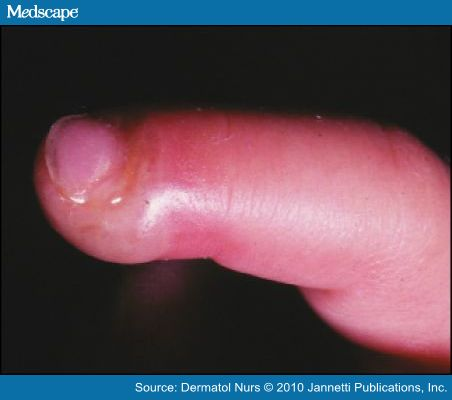 Medscape
Source: Dermatol Nurs © 2010 Jannetti Publications, Inc.